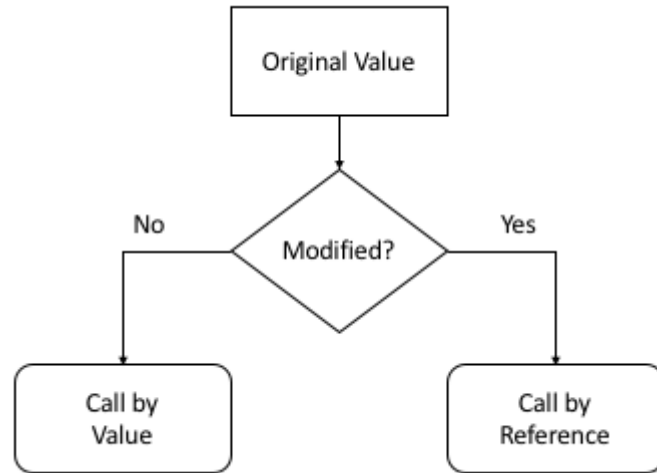 Original Value
No
Modified?
Yes
Call by
Value
Call by
Reference